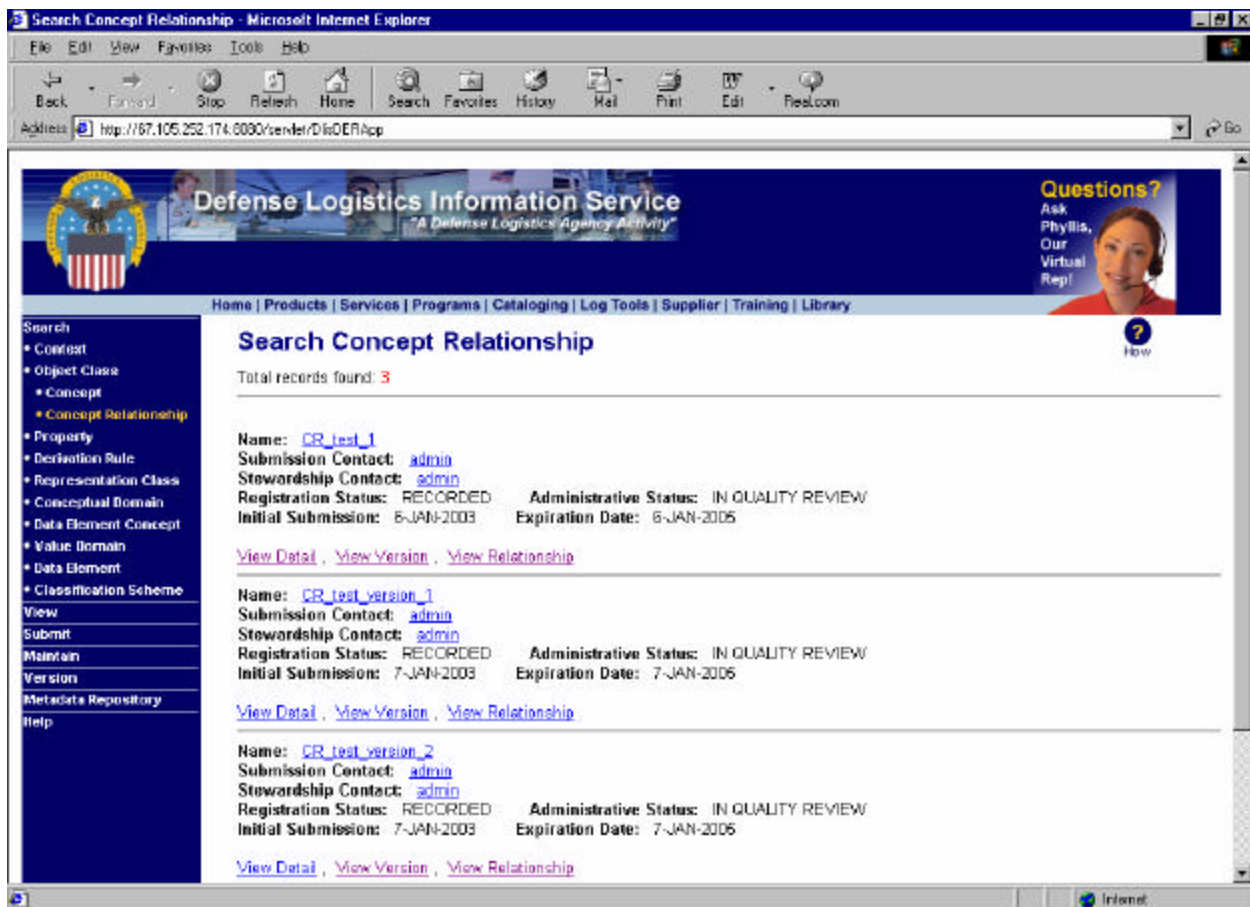 Search Concept Relationship - Microsoft Internet Explorer
File Edit View Favorites Tools Help
Back Forward Stop Refresh Home Search Favorites History Mail Print Edit Real.com
Address http://67.105.252.174:8080/servlet/DlisDERApp Go
Defense Logistics Information Service
"A Defense Logistics Agency Activity"
Questions?
Ask
Phyllis,
Our
Virtual
Rep!
Home | Products | Services | Programs | Cataloging | Log Tools | Supplier | Training | Library
Search
• Context
• Object Class
• Concept
• Concept Relationship
• Property
• Derivation Rule
• Representation Class
• Conceptual Domain
• Data Element Concept
• Value Domain
• Data Element
• Classification Scheme
View
Submit
Maintain
Version
Metadata Repository
Help
Search Concept Relationship
?
How
Total records found: 3
Name: CR_test_1
Submission Contact: admin
Stewardship Contact: admin
Registration Status: RECORDED Administrative Status: IN QUALITY REVIEW
Initial Submission: 6-JAN-2003 Expiration Date:
View Detail , View Version , View Relationship
Name: CR_test_version_1
Submission Contact: admin
Stewardship Contact: admin
Registration Status: RECORDED Administrative Status: IN QUALITY REVIEW
Initial Submission: 7-JAN-2003 Expiration Date:
View Detail , View Version , View Relationship
Name: CR_test_version_2
Submission Contact: admin
Stewardship Contact: admin
Registration Status: RECORDED Administrative Status: IN QUALITY REVIEW
Initial Submission: 7-JAN-2003 Expiration Date:
View Detail , View Version , View Relationship
Internet